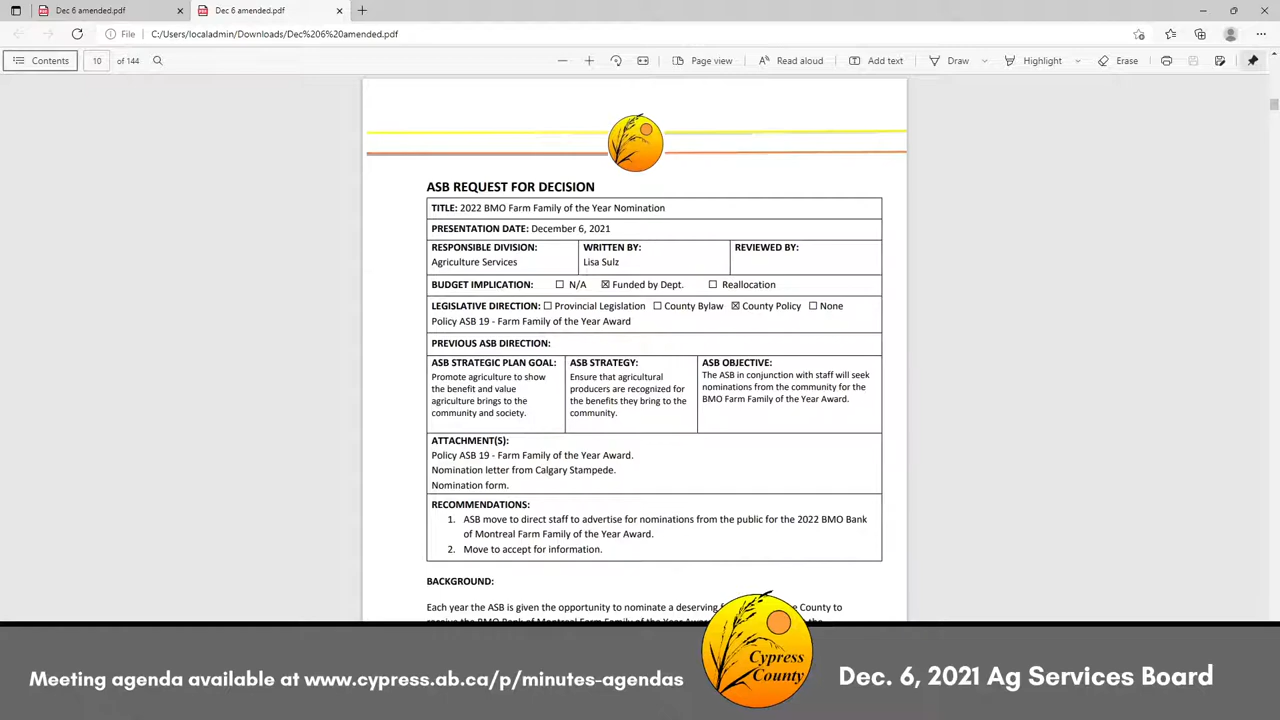 Dec 6 amended.pdf
Dec 6 amended.pdf
File
C:/Users/localadmin/Downloads/Dec%206%20amended.pdf
Contents
10 of 144
Page view
Read aloud
Add text
Draw
Highlight
Erase
ASB REQUEST FOR DECISION
TITLE: 2022 BMO Farm Family of the Year Nomination
PRESENTATION DATE: December 6, 2021
RESPONSIBLE DIVISION:
Agriculture Services
WRITTEN BY:
Lisa Sulz
REVIEWED BY:
BUDGET IMPLICATION: ☐ N/A ☒ Funded by Dept. ☐ Reallocation
LEGISLATIVE DIRECTION: ☐ Provincial Legislation ☐ County Bylaw ☒ County Policy ☐ None
Policy ASB 19 - Farm Family of the Year Award
PREVIOUS ASB DIRECTION:
ASB STRATEGIC PLAN GOAL:
Promote agriculture to show
the benefit and value
agriculture brings to the
community and society.
ASB STRATEGY:
Ensure that agricultural
producers are recognized for
the benefits they bring to the
community.
ASB OBJECTIVE:
The ASB in conjunction with staff will seek
nominations from the community for the
BMO Farm Family of the Year Award.
ATTACHMENT(S):
Policy ASB 19 - Farm Family of the Year Award.
Nomination letter from Calgary Stampede.
Nomination form.
RECOMMENDATIONS:
1. ASB move to direct staff to advertise for nominations from the public for the 2022 BMO Bank
of Montreal Farm Family of the Year Award.
2. Move to accept for information.
BACKGROUND:
Each year the ASB is given the opportunity to nominate a deserving County to
Meeting agenda available at www.cypress.ab.ca/p/minutes-agendas
Cypress
County
Dec. 6, 2021 Ag Services Board